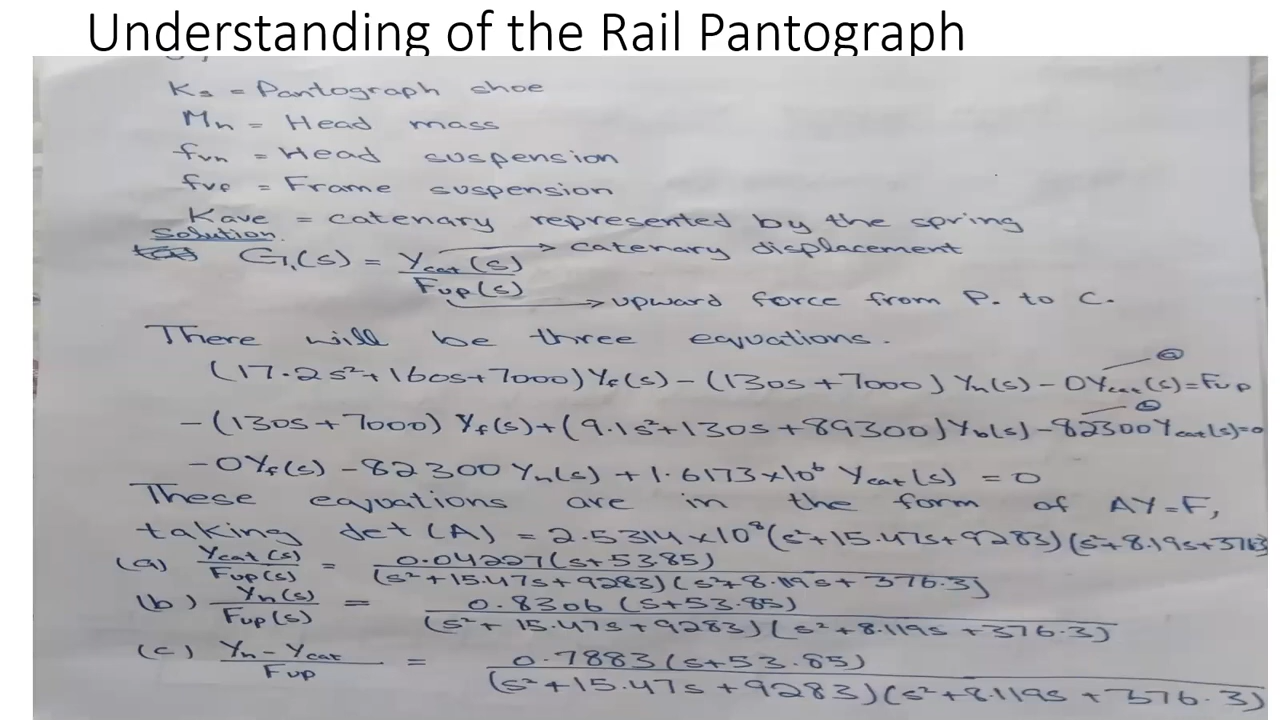 Understanding of the Rail Pantograph
Ks = Pantograph shoe
Mh = Head mass
fvh = Head suspension
fvf = Frame suspension
Kave = catenary represented by the spring
Solution.
G1(s) = Ycat(s) → catenary displacement
Fup(s) → upward force from P. to C.
There will be three equations.
(17.2s²+160s+7000)Yf(s) - (130s+7000) Yh(s) - 0Ycat(s)=Fup
-(130s+7000) Yf(s)+(9.1s²+130s+89300)Yb(s)-82300Ycat(s)=0
-0Yf(s) -82300 Yh(s) +1.6173×10⁶ Ycat(s) = 0
These equations are in the form of AY=F,
taking det(A) = 2.5314×10⁸(s²+15.47s+9283)(s²+8.19s+376.3
(a) Ycat(s) / Fup(s) = 0.04227(s+53.85) / (s²+15.47s+9283)(s²+8.119s+376.3)
(b) Yh(s) / Fup(s) = 0.8306 (s+53.85) / (s²+15.47s+9283)(s²+8.119s+376.3)
(c) Yh-Ycat / Fup = 0.7883(s+53.85) / (s²+15.47s+9283)(s²+8.119s+376.3)